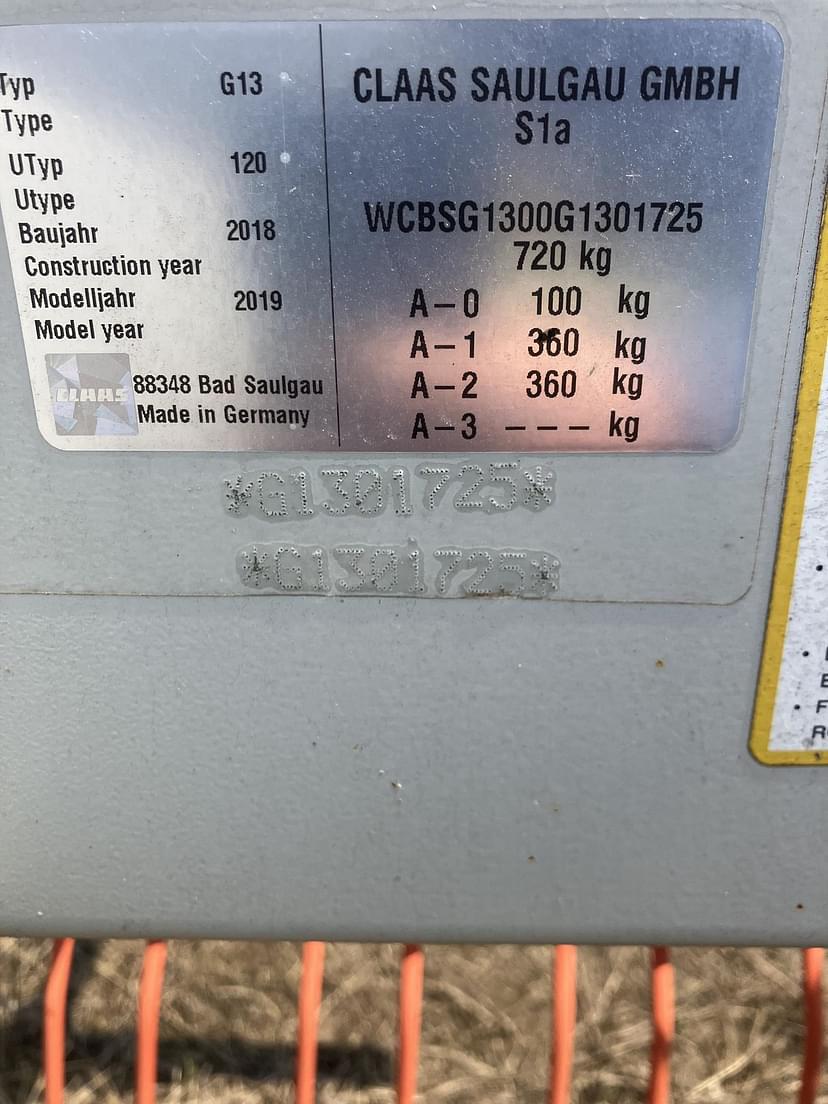 Typ G13
Type
UTyp 120
Utype
Baujahr 2018
Construction year
Modelljahr 2019
Model year
CLAAS
88348 Bad Saulgau
Made in Germany
CLAAS SAULGAU GMBH
S1a
WCBSG1300G1301725
720 kg
A-0 100 kg
A-1 360 kg
A-2 360 kg
A-3 --- kg
*G1301725*
*G1301725*